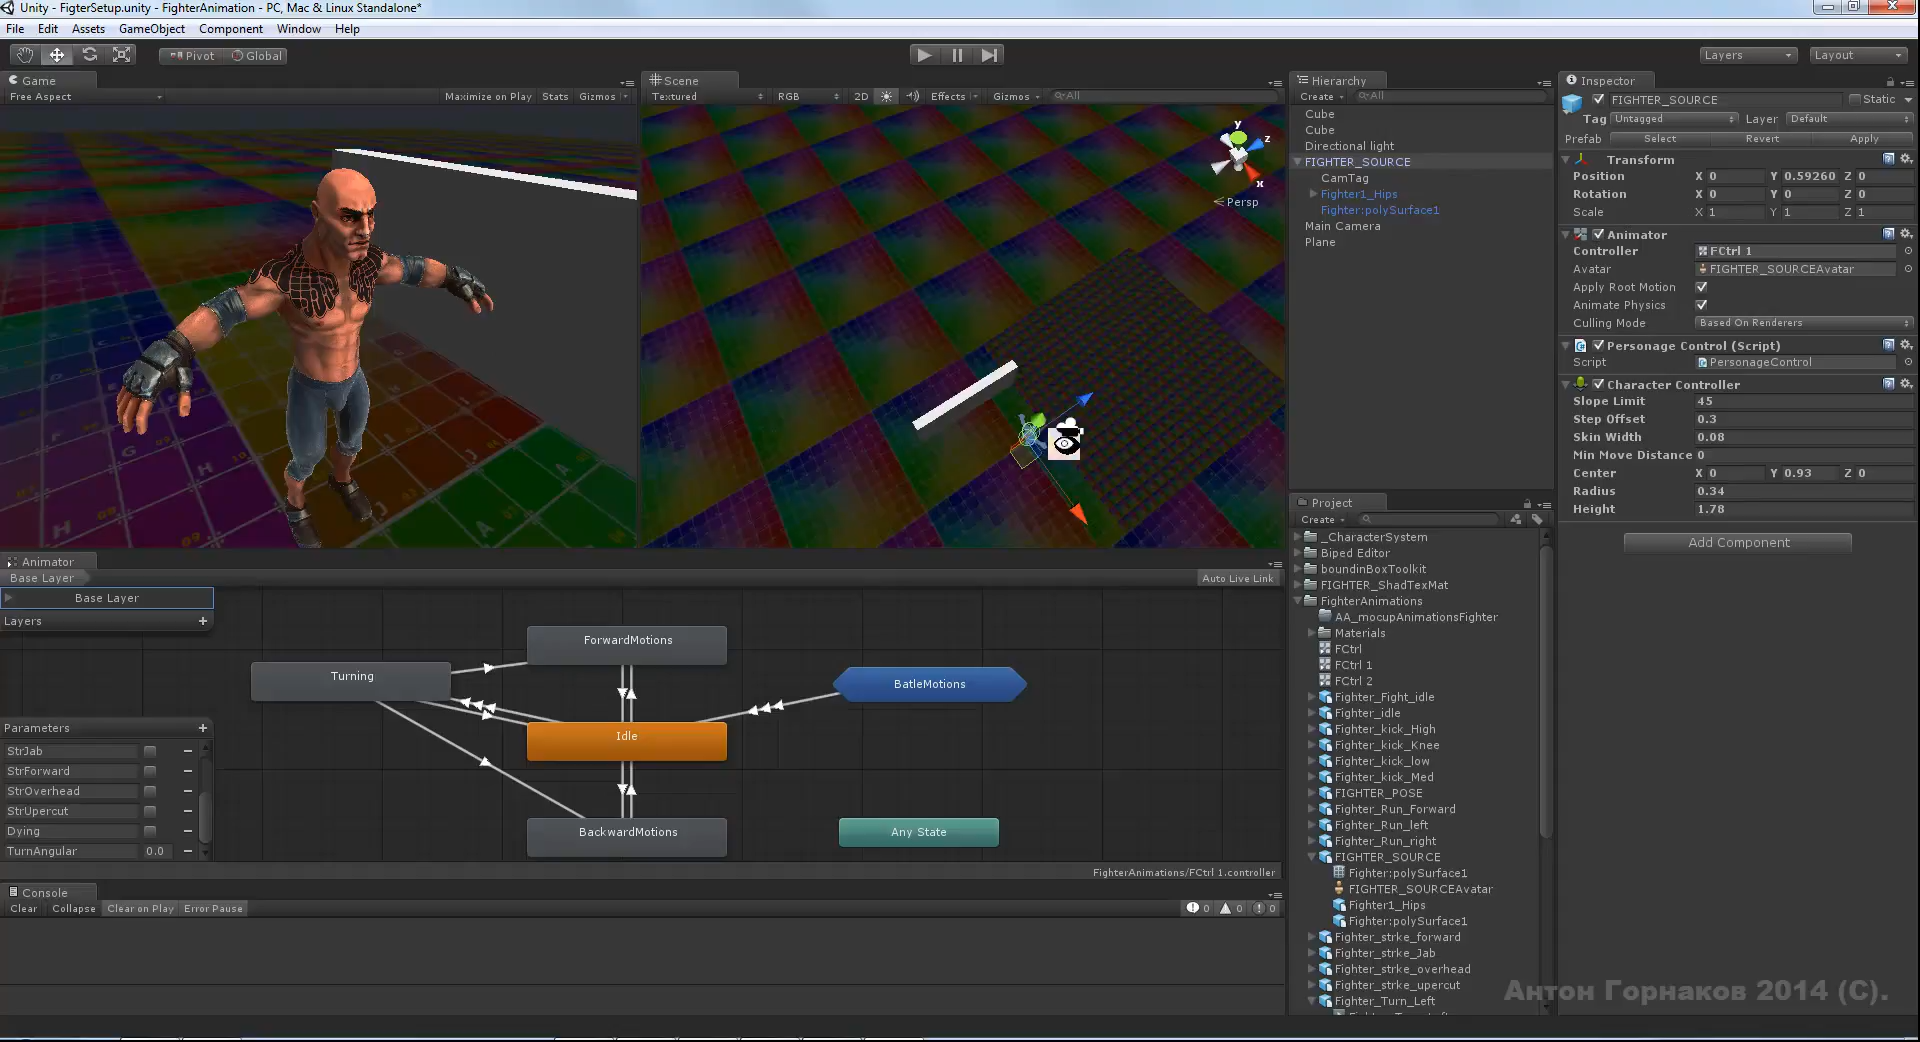 Unity - FigterSetup.unity - FighterAnimation - PC, Mac & Linux Standalone*
File Edit Assets GameObject Component Window Help
Pivot Global Layers Layout
Game
Free Aspect Maximize on Play Stats Gizmos
Scene
Textured RGB 2D Effects Gizmos All
y z x
Persp
Hierarchy
Create All
Cube
Cube
Directional light
FIGHTER_SOURCE
CamTag
Fighter1_Hips
Fighter:polySurface1
Main Camera
Plane
Inspector
FIGHTER_SOURCE Static
Tag Untagged Layer Default
Prefab Select Revert Apply
Transform
Position X 0 Y 0.59260 Z 0
Rotation X 0 Y 0 Z 0
Scale X 1 Y 1 Z 1
Animator
Controller FCtrl 1
Avatar FIGHTER_SOURCEAvatar
Apply Root Motion
Animate Physics
Culling Mode Based On Renderers
Personage Control (Script)
Script PersonageControl
Character Controller
Slope Limit 45
Step Offset 0.3
Skin Width 0.08
Min Move Distance 0
Center X 0 Y 0.93 Z 0
Radius 0.34
Height 1.78
Add Component
Project
Create
_CharacterSystem
Biped Editor
boundinBoxToolkit
FIGHTER_ShadTexMat
FighterAnimations
AA_mocupAnimationsFighter
Materials
FCtrl
FCtrl 1
FCtrl 2
Fighter_Fight_idle
Fighter_idle
Fighter_kick_High
Fighter_kick_Knee
Fighter_kick_low
Fighter_kick_Med
FIGHTER_POSE
Fighter_Run_Forward
Fighter_Run_left
Fighter_Run_right
FIGHTER_SOURCE
Fighter:polySurface1
FIGHTER_SOURCEAvatar
Fighter1_Hips
Fighter:polySurface1
Fighter_strke_forward
Fighter_strke_Jab
Fighter_strke_overhead
Fighter_strke_upercut
Fighter_Turn_Left
Animator
Base Layer Auto Live Link
Base Layer
Layers +
ForwardMotions
Turning
BatleMotions
Idle
BackwardMotions
Any State
Parameters +
StrJab
StrForward
StrOverhead
StrUpercut
Dying
TurnAngular 0.0
FighterAnimations/FCtrl 1.controller
Console
Clear Collapse Clear on Play Error Pause 0 0 0
Антон Горнаков 2014 (С).